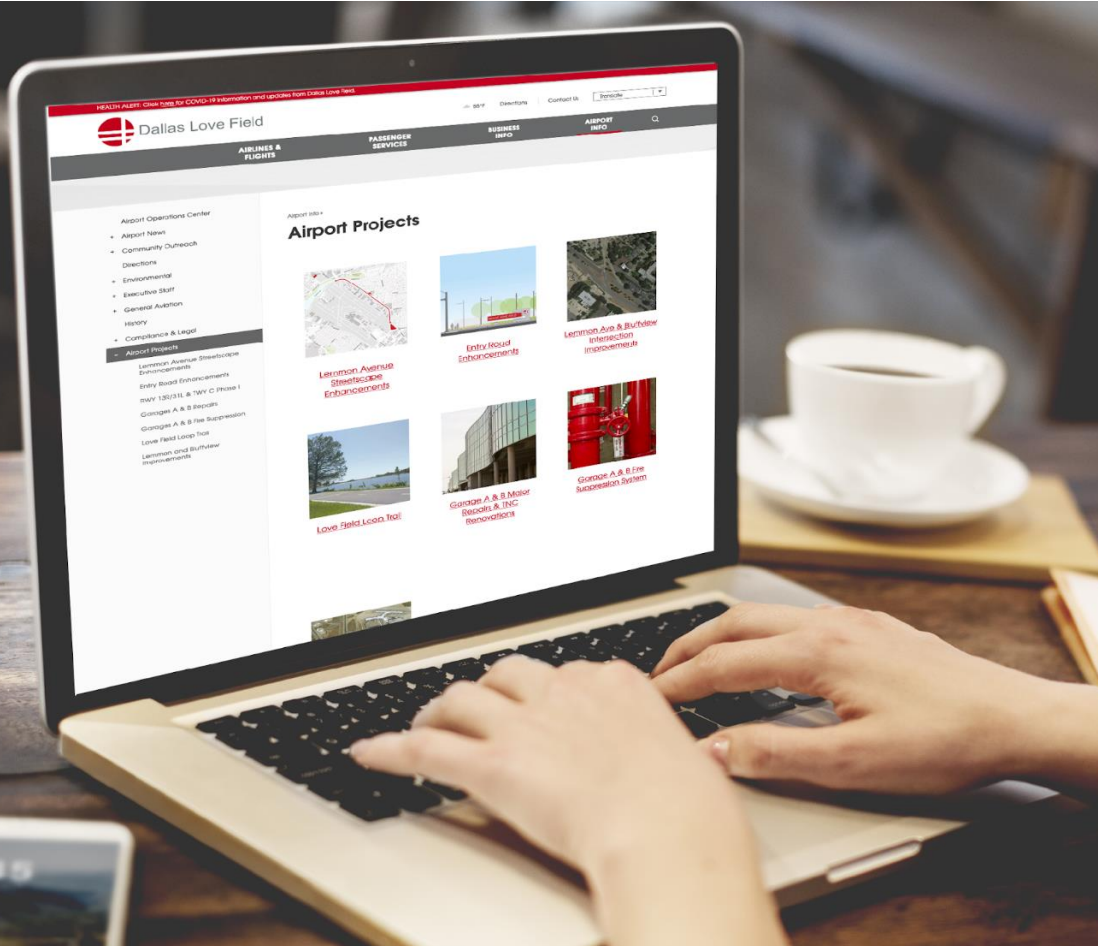 HEALTH ALERT: Click here for COVID-19 information and updates from Dallas Love Field.
Directions
Contact Us
Translate
Dallas Love Field
AIRLINES &
FLIGHTS
PASSENGER
SERVICES
BUSINESS
INFO
AIRPORT
INFO
Airport Operations Center
+ Airport News
+ Community Outreach
Directions
+ Environmental
+ Executive Staff
+ General Aviation
History
+ Compliance & Legal
- Airport Projects
Lemmon Avenue Streetscape
Enhancements
Entry Road Enhancements
RWY 13R/31L & TWY C Phase I
Garages A & B Repairs
Garages A & B Fire Suppression
Love Field Loop Trail
Lemmon and Bluffview
Improvements
Airport Info
Airport Projects
Lemmon Avenue
Streetscape
Enhancements
Entry Road
Enhancements
Lemmon Ave & Bluffview
Intersection
Improvements
Love Field Loop Trail
Garage A & B Major
Repairs & TNC
Renovations
Garage A & B Fire
Suppression System